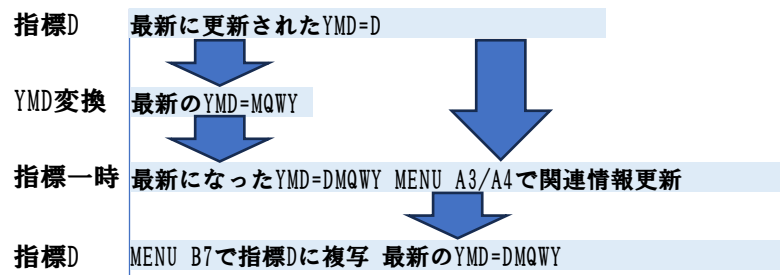 指標D 最新に更新されたYMD=D
YMD変換 最新のYMD=MQWY
指標一時 最新になったYMD=DMQWY MENU A3/A4で関連情報更新
指標D MENU B7で指標Dに複写 最新のYMD=DMQWY